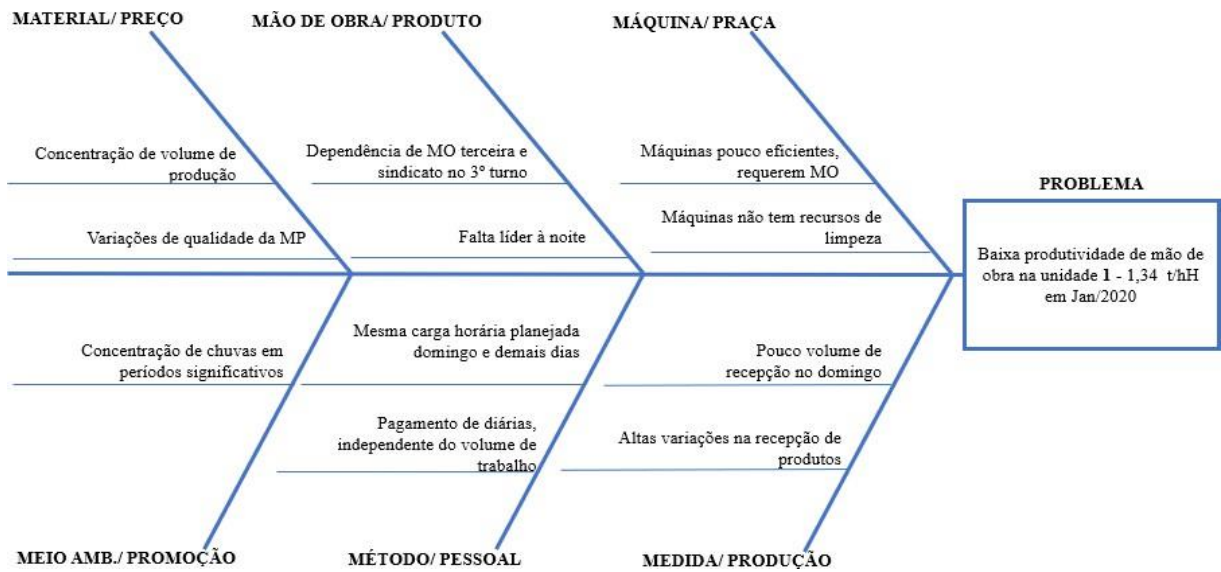 MATERIAL/ PREÇO
MÃO DE OBRA/ PRODUTO
MÁQUINA/ PRAÇA
Concentração de volume de
produção
Variações de qualidade da MP
Dependência de MO terceira e
sindicato no 3º turno
Falta líder à noite
Máquinas pouco eficientes,
requerem MO
Máquinas não tem recursos de
limpeza
PROBLEMA
Baixa produtividade de mão de
obra na unidade 1 - 1,34 t/hH
em Jan/2020
Concentração de chuvas em
períodos significativos
Mesma carga horária planejada
domingo e demais dias
Pagamento de diárias,
independente do volume de
trabalho
Pouco volume de
recepção no domingo
Altas variações na recepção de
produtos
MEIO AMB./ PROMOÇÃO
MÉTODO/ PESSOAL
MEDIDA/ PRODUÇÃO